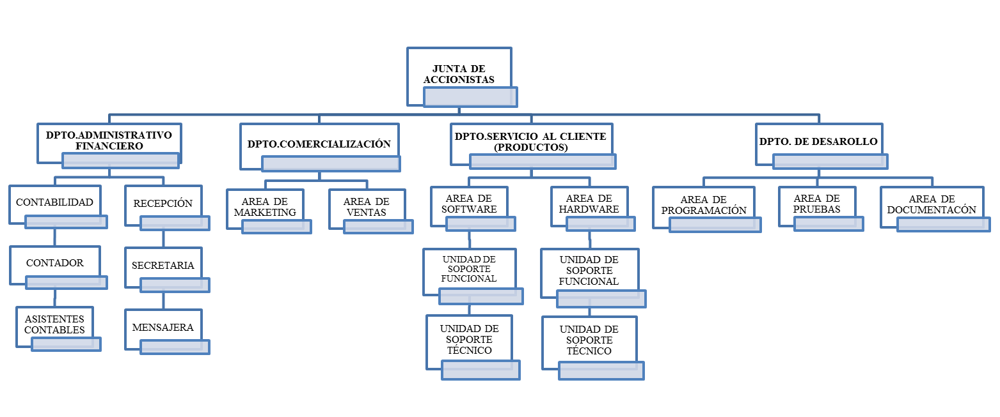 JUNTA DE
ACCIONISTAS
DPTO.ADMINISTRATIVO
FINANCIERO
DPTO.COMERCIALIZACIÓN
DPTO.SERVICIO AL CLIENTE
(PRODUCTOS)
DPTO. DE DESAROLLO
CONTABILIDAD
RECEPCIÓN
AREA DE
MARKETING
AREA DE
VENTAS
AREA DE
SOFTWARE
AREA DE
HARDWARE
AREA DE
PROGRAMACIÓN
AREA DE
PRUEBAS
AREA DE
DOCUMENTACÓN
CONTADOR
SECRETARIA
UNIDAD DE
SOPORTE
FUNCIONAL
UNIDAD DE
SOPORTE
FUNCIONAL
ASISTENTES
CONTABLES
MENSAJERA
UNIDAD DE
SOPORTE
TÉCNICO
UNIDAD DE
SOPORTE
TÉCNICO